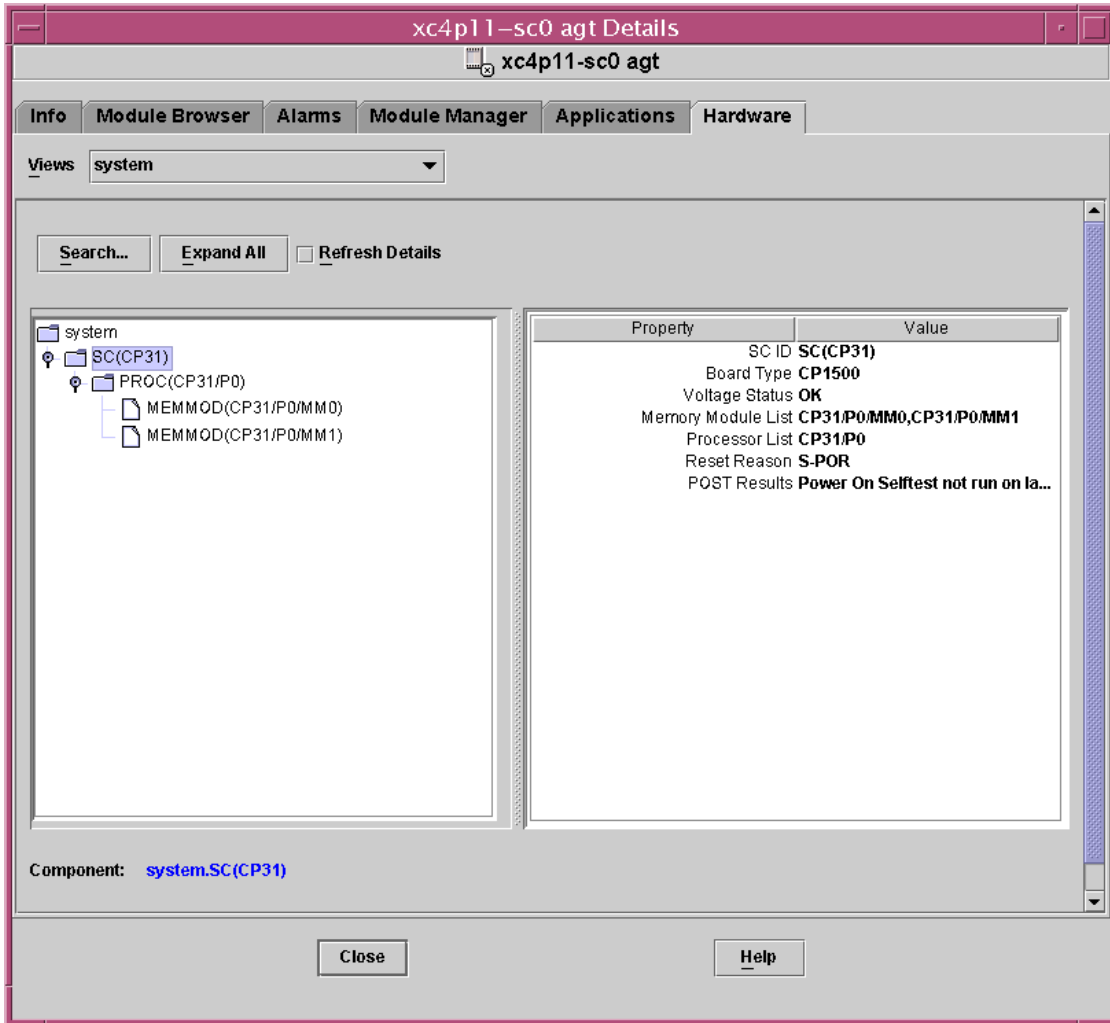 xc4p11-sc0 agt Details
xc4p11-sc0 agt
Info Module Browser Alarms Module Manager Applications Hardware
Views system
Search... Expand All Refresh Details
system
SC(CP31)
PROC(CP31/P0)
MEMMOD(CP31/P0/MM0)
MEMMOD(CP31/P0/MM1)
Property Value
SC ID SC(CP31)
Board Type CP1500
Voltage Status OK
Memory Module List CP31/P0/MM0,CP31/P0/MM1
Processor List CP31/P0
Reset Reason S-POR
POST Results Power On Selftest not run on la...
Component: system.SC(CP31)
Close Help